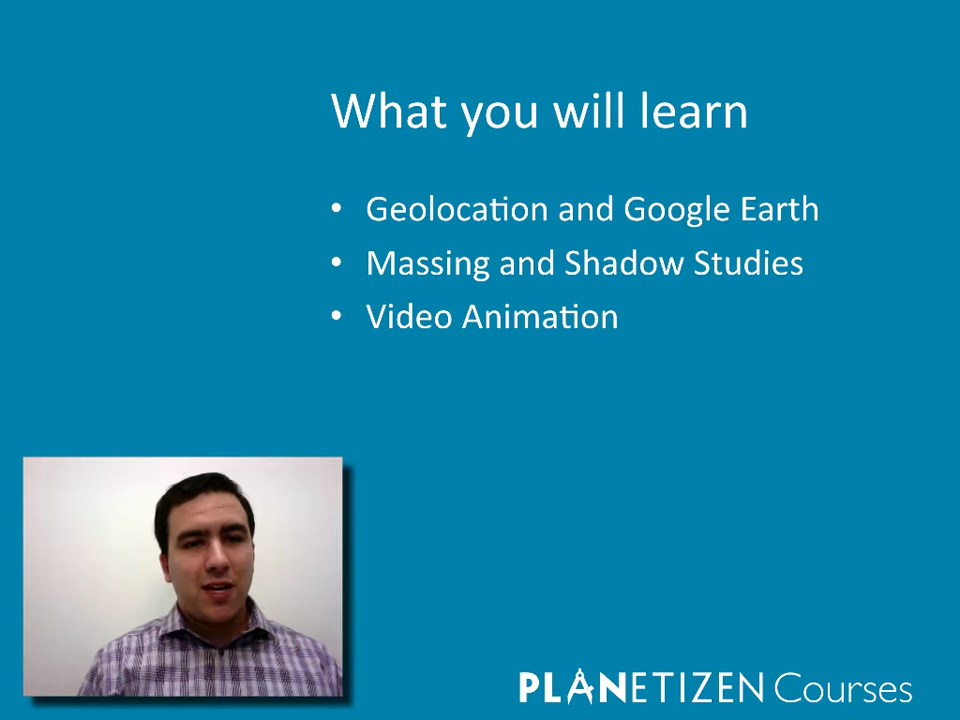 What you will learn
• Geolocation and Google Earth
• Massing and Shadow Studies
• Video Animation
PLANETIZEN Courses